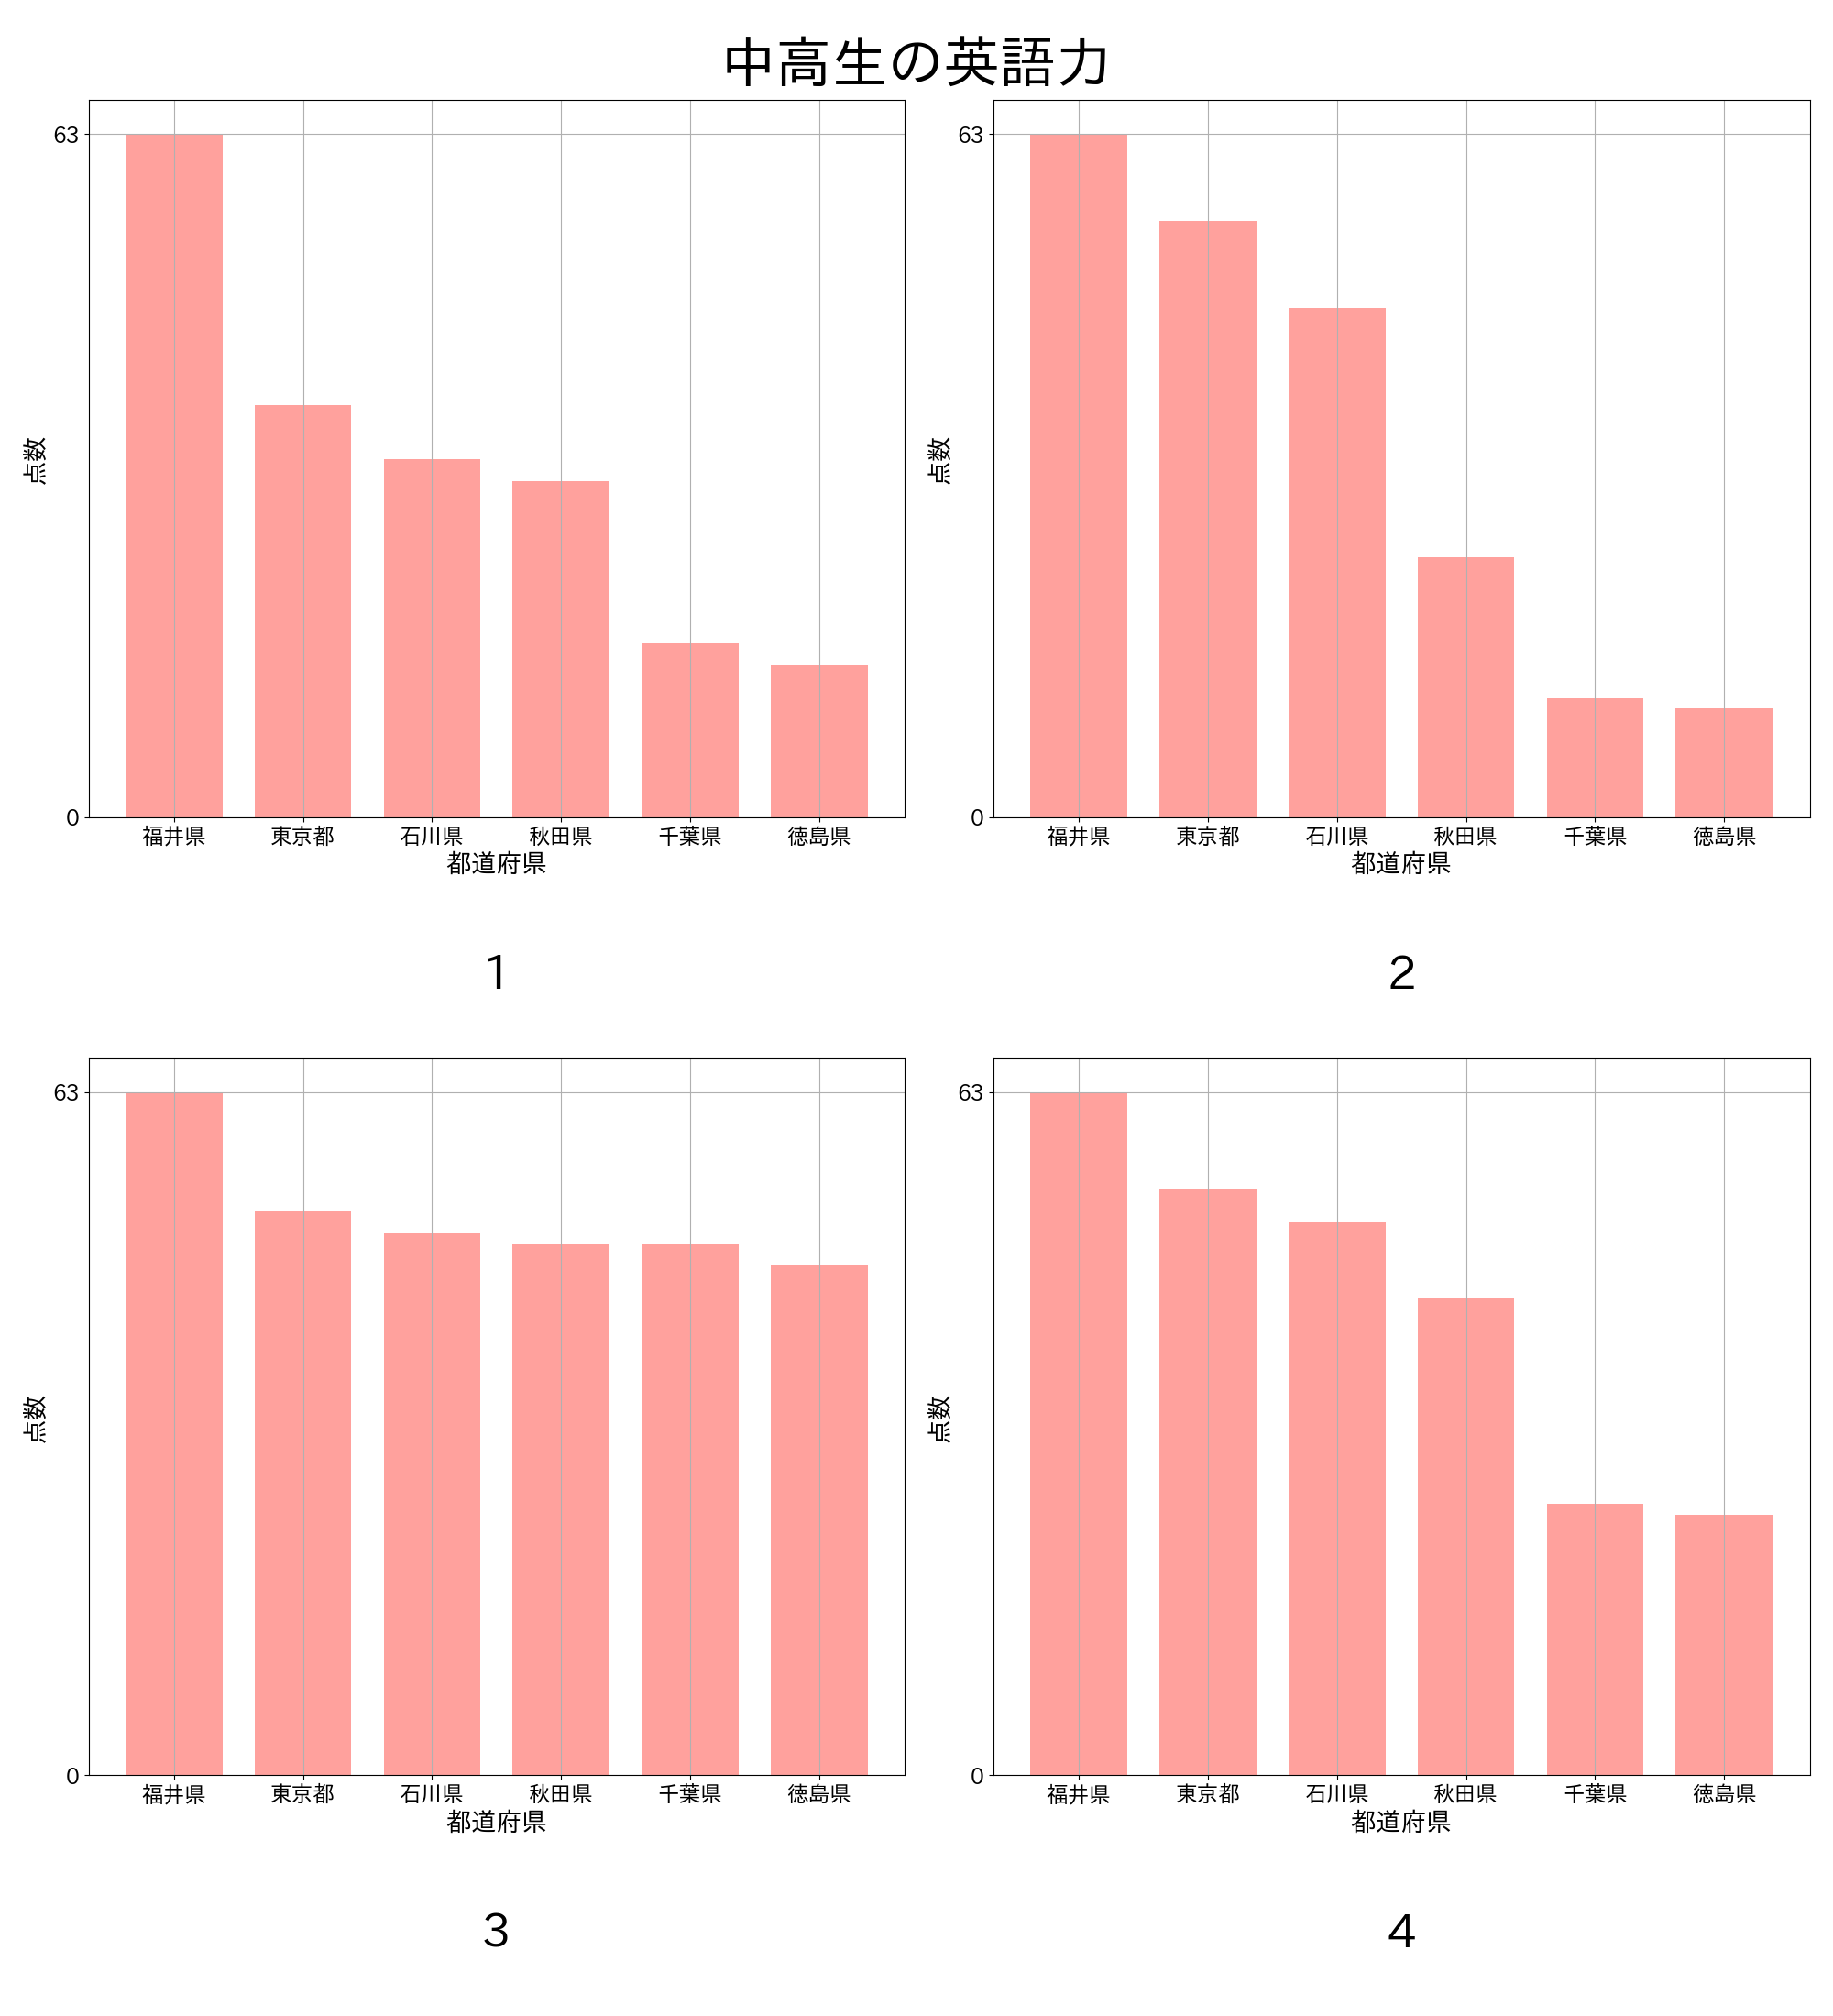 中高生の英語力
63
0
点数
福井県 東京都 石川県 秋田県 千葉県 徳島県
都道府県
1
63
0
点数
福井県 東京都 石川県 秋田県 千葉県 徳島県
都道府県
2
63
0
点数
福井県 東京都 石川県 秋田県 千葉県 徳島県
都道府県
3
63
0
点数
福井県 東京都 石川県 秋田県 千葉県 徳島県
都道府県
4